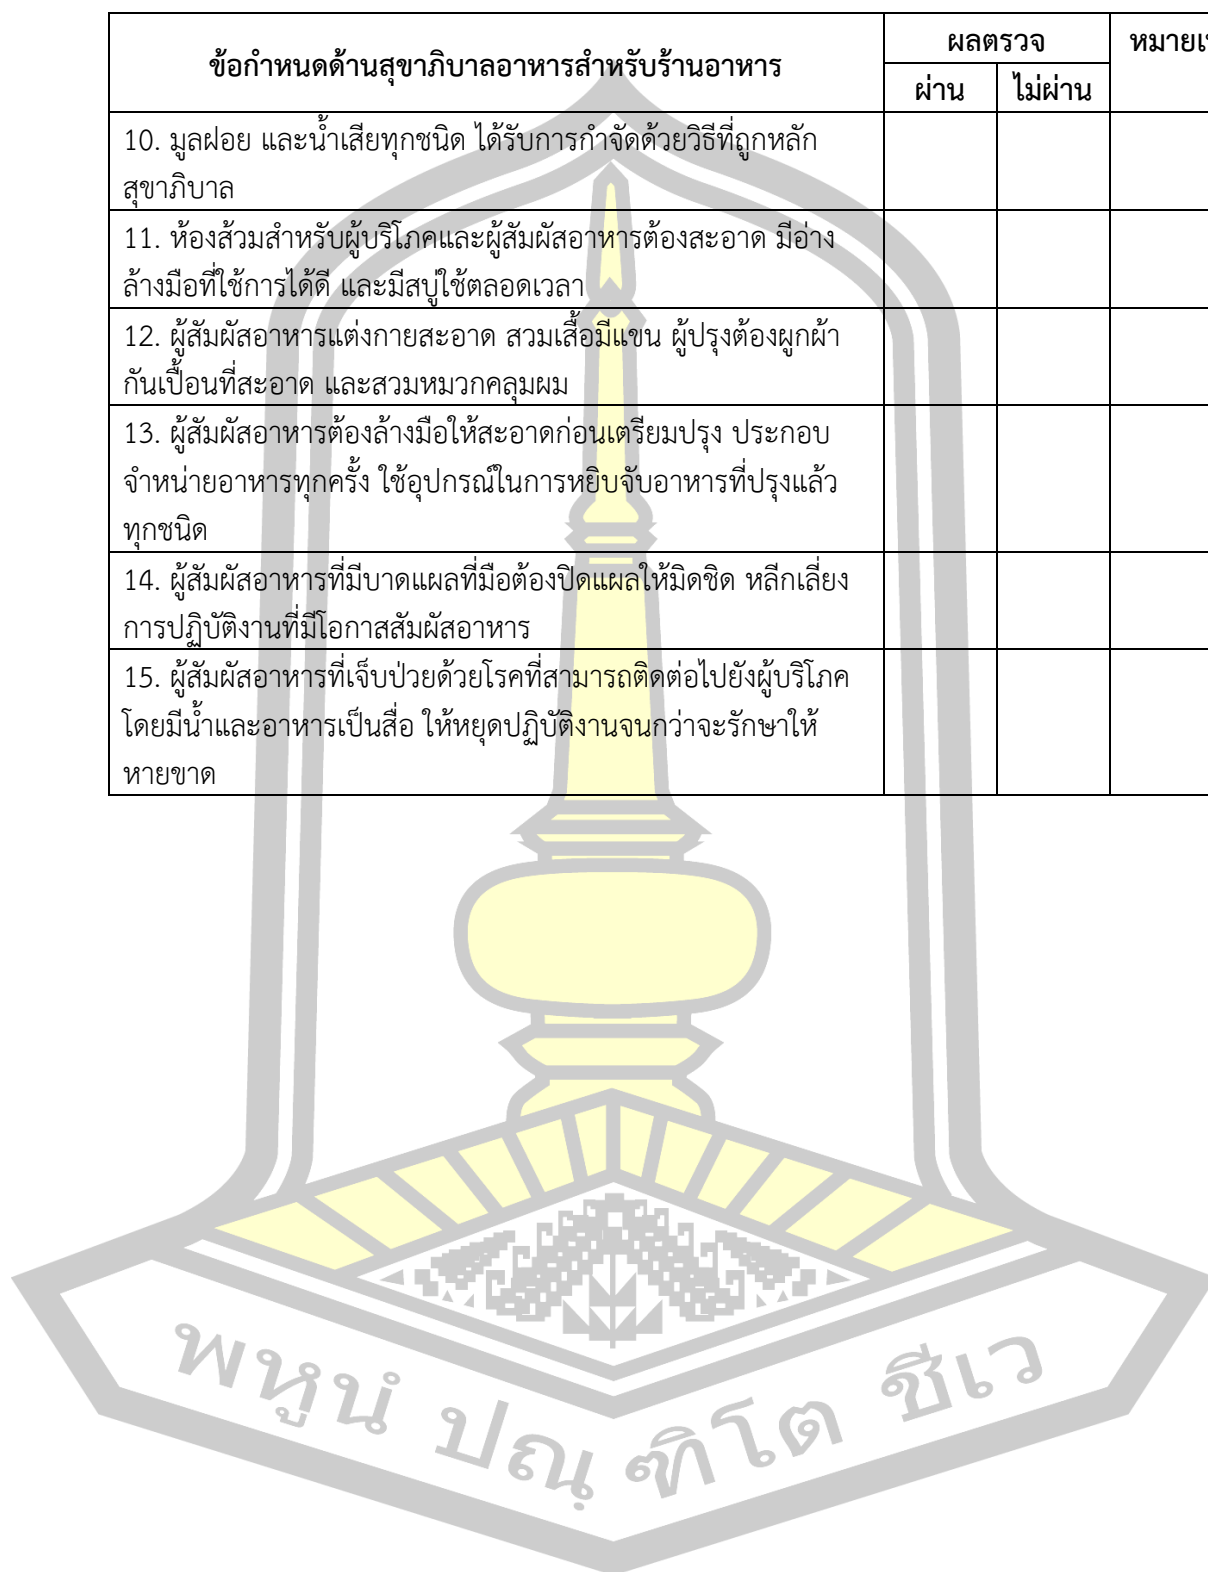 ข้อกำหนดด้านสุขาภิบาลอาหารสำหรับร้านอาหาร
ผลตรวจ
หมายเ
ผ่าน
ไม่ผ่าน
10. มูลฝอย และน้ำเสียทุกชนิด ได้รับการกำจัดด้วยวิธีที่ถูกหลัก
สุขาภิบาล
11. ห้องส้วมสำหรับผู้บริโภคและผู้สัมผัสอาหารต้องสะอาด มีอ่าง
ล้างมือที่ใช้การได้ดี และมีสบู่ใช้ตลอดเวลา
12. ผู้สัมผัสอาหารแต่งกายสะอาด สวมเสื้อมีแขน ผู้ปรุงต้องผูกผ้า
กันเปื้อนที่สะอาด และสวมหมวกคลุมผม
13. ผู้สัมผัสอาหารต้องล้างมือให้สะอาดก่อนเตรียมปรุง ประกอบ
จำหน่ายอาหารทุกครั้ง ใช้อุปกรณ์ในการหยิบจับอาหารที่ปรุงแล้ว
ทุกชนิด
14. ผู้สัมผัสอาหารที่มีบาดแผลที่มือต้องปิดแผลให้มิดชิด หลีกเลี่ยง
การปฏิบัติงานที่มีโอกาสสัมผัสอาหาร
15. ผู้สัมผัสอาหารที่เจ็บป่วยด้วยโรคที่สามารถติดต่อไปยังผู้บริโภค
โดยมีน้ำและอาหารเป็นสื่อ ให้หยุดปฏิบัติงานจนกว่าจะรักษาให้
หายขาด
พหูนํ ปณฺ ฑิโต ชีเว